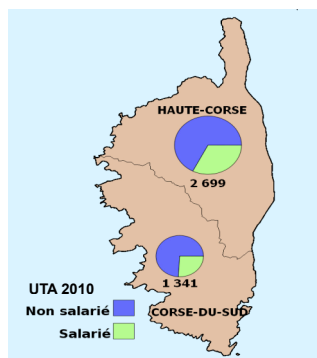 HAUTE-CORSE
2 699
1 341
UTA 2010
Non salarié
CORSE-DU-SUD
Salarié